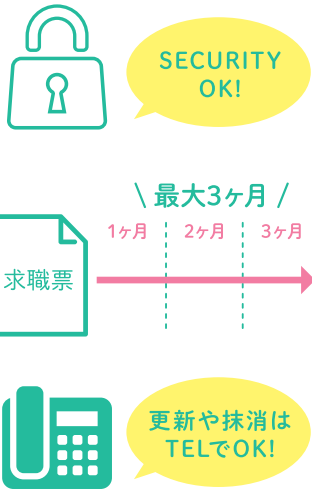 SECURITY
OK!
\ 最大3ヶ月 /
1ヶ月 2ヶ月 3ヶ月
求職票
更新や抹消は
TELでOK!